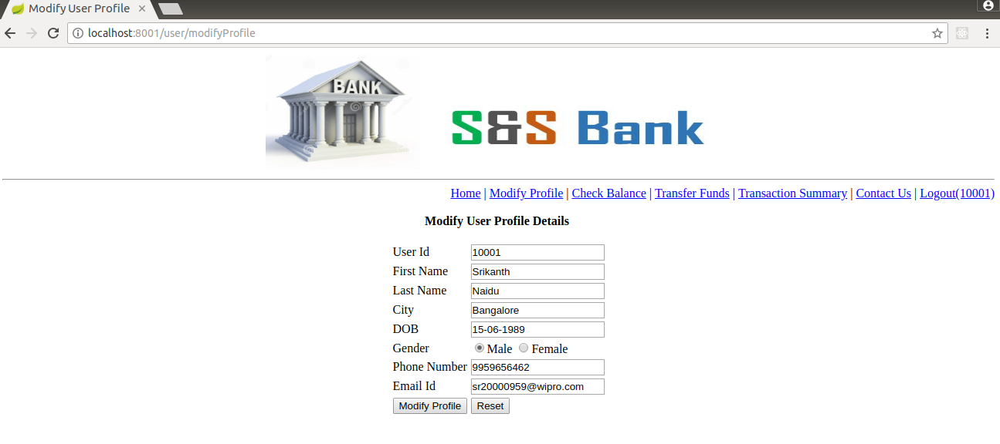 Modify User Profile
localhost:8001/user/modifyProfile
BANK
S&S Bank
Home | Modify Profile | Check Balance | Transfer Funds | Transaction Summary | Contact Us | Logout(10001)
Modify User Profile Details
User Id 10001
First Name Srikanth
Last Name Naidu
City Bangalore
DOB 15-06-1989
Gender Male Female
Phone Number 9959656462
Email Id sr20000959@wipro.com
Modify Profile Reset